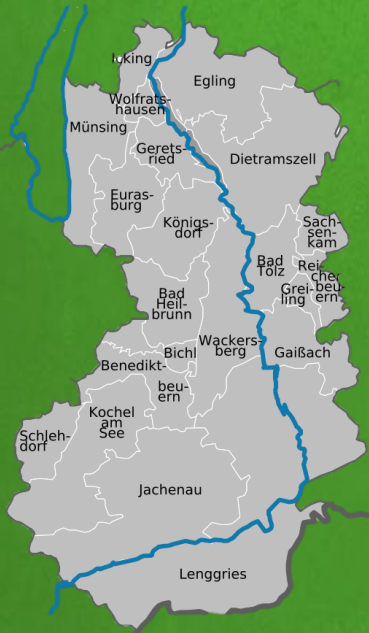 Icking
Egling
Wolfrats-
hausen
Münsing
Gerets-
ried
Dietramszell
Euras-
burg
Königs-
dorf
Sach-
sen-
kam
Bad
Tölz
Rei-
cher
beu-
ern
Grei-
ling
Bad
Heil-
brunn
Wackers-
berg
Gaißach
Bichl
Benedikt-
beu-
ern
Kochel
am
See
Schleh-
dorf
Jachenau
Lenggries